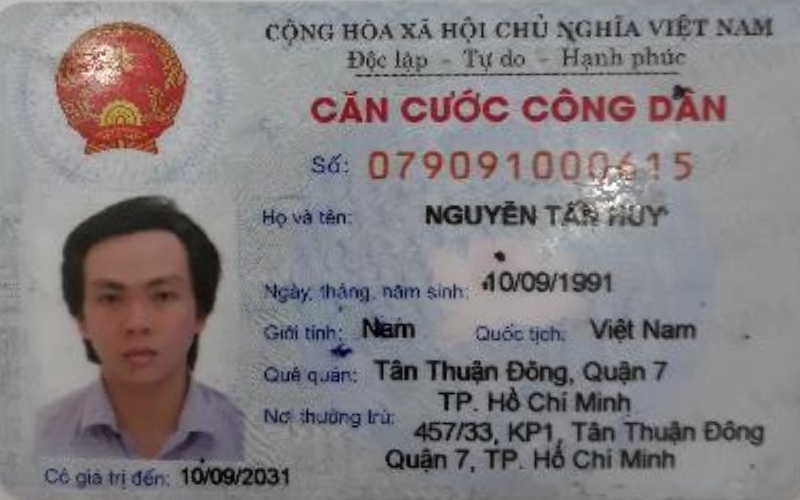 CỘNG HÒA XÃ HỘI CHỦ NGHĨA VIỆT NAM
Độc lập - Tự do - Hạnh phúc
CĂN CƯỚC CÔNG DÂN
Số: 079091000615
Họ và tên: NGUYỄN TẤN HUY
Ngày, tháng, năm sinh: 10/09/1991
Giới tính: Nam Quốc tịch: Việt Nam
Quê quán: Tân Thuận Đông, Quận 7
TP. Hồ Chí Minh
Nơi thường trú: 457/33, KP1, Tân Thuận Đông
Quận 7, TP. Hồ Chí Minh
Có giá trị đến: 10/09/2031